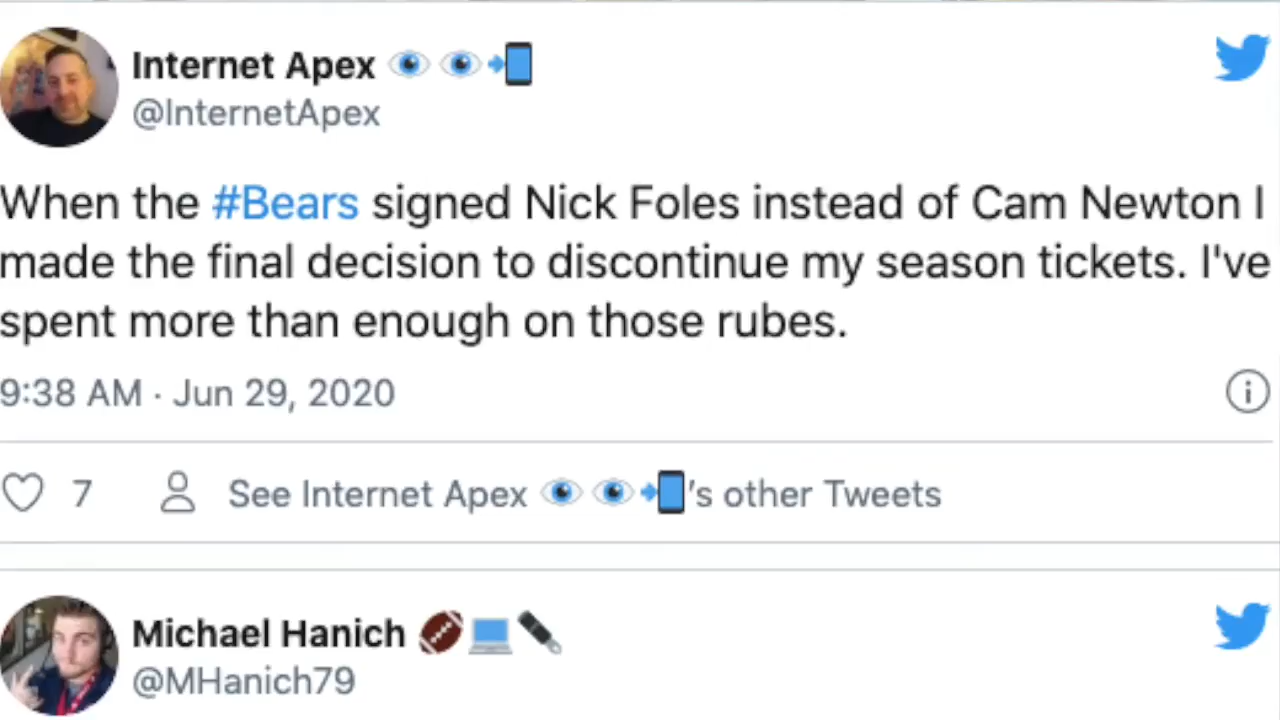 Internet Apex 👁️ 👁️ 📲
@InternetApex
When the #Bears signed Nick Foles instead of Cam Newton I
made the final decision to discontinue my season tickets. I've
spent more than enough on those rubes.
9:38 AM · Jun 29, 2020
7 See Internet Apex 👁️ 👁️ 📲's other Tweets
Michael Hanich 🏈💻🎤
@MHanich79